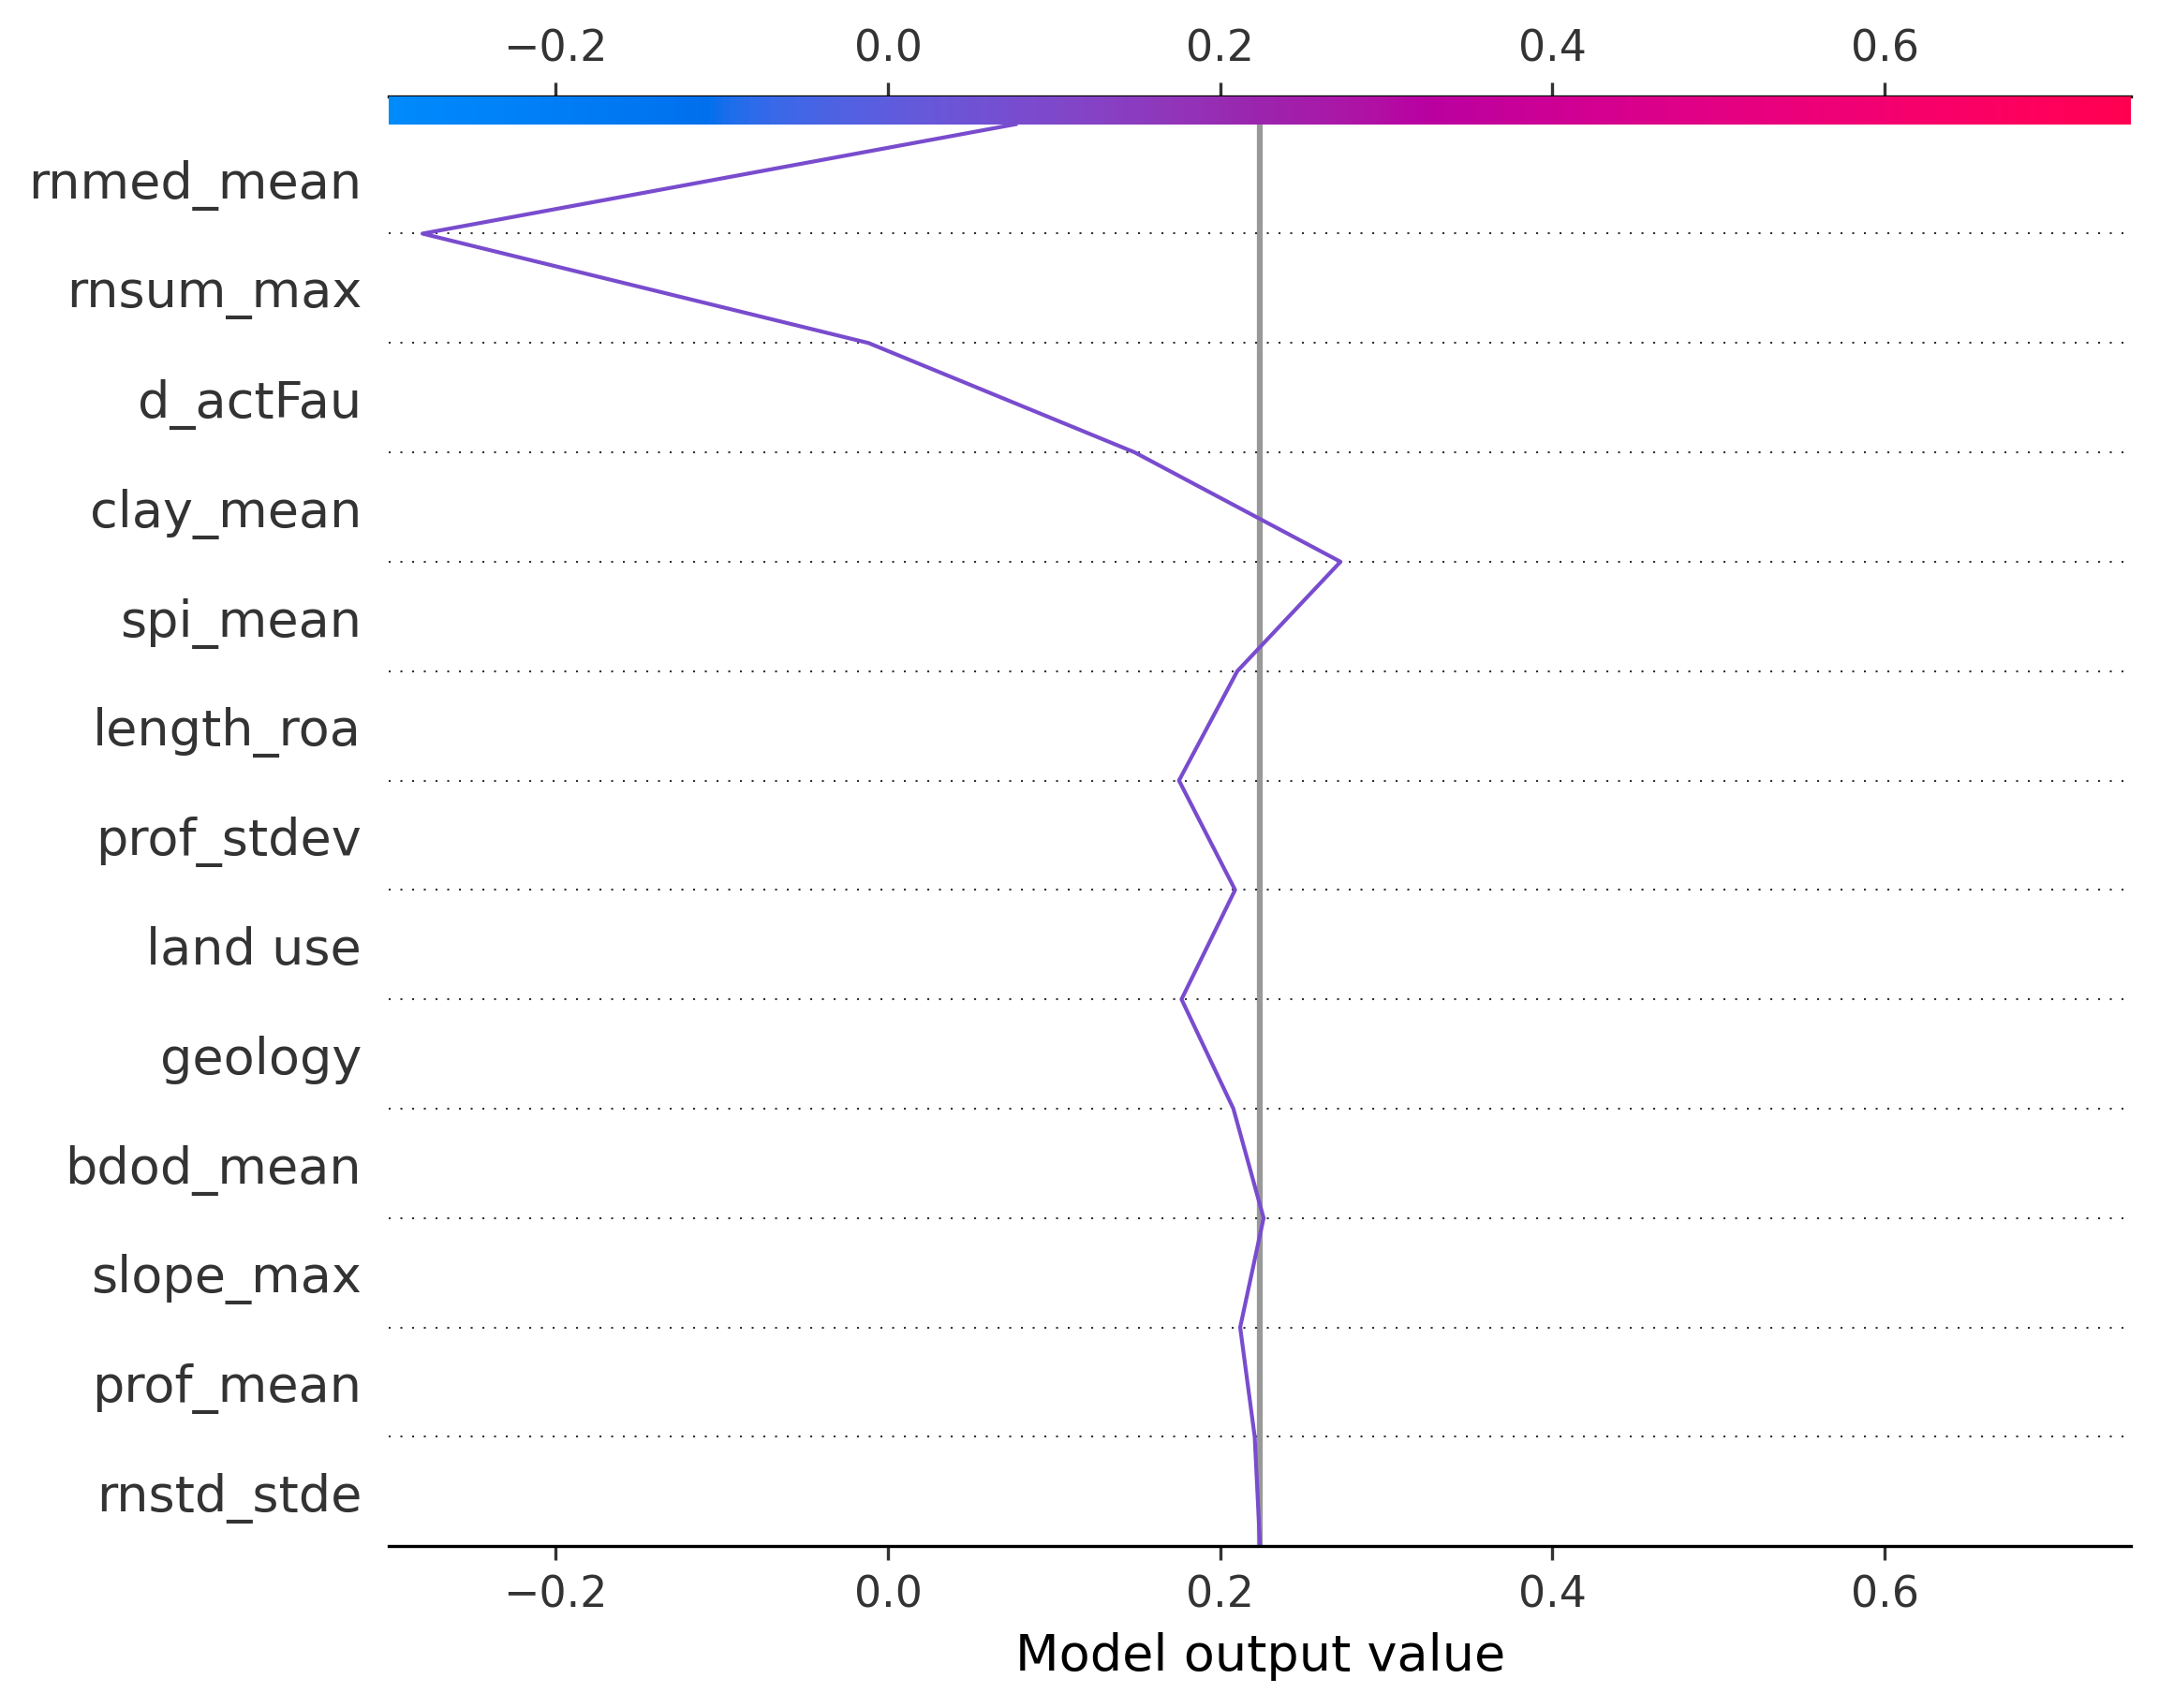 −0.2 0.0 0.2 0.4 0.6
rnmed_mean
rnsum_max
d_actFau
clay_mean
spi_mean
length_roa
prof_stdev
land use
geology
bdod_mean
slope_max
prof_mean
rnstd_stde
−0.2 0.0 0.2 0.4 0.6
Model output value